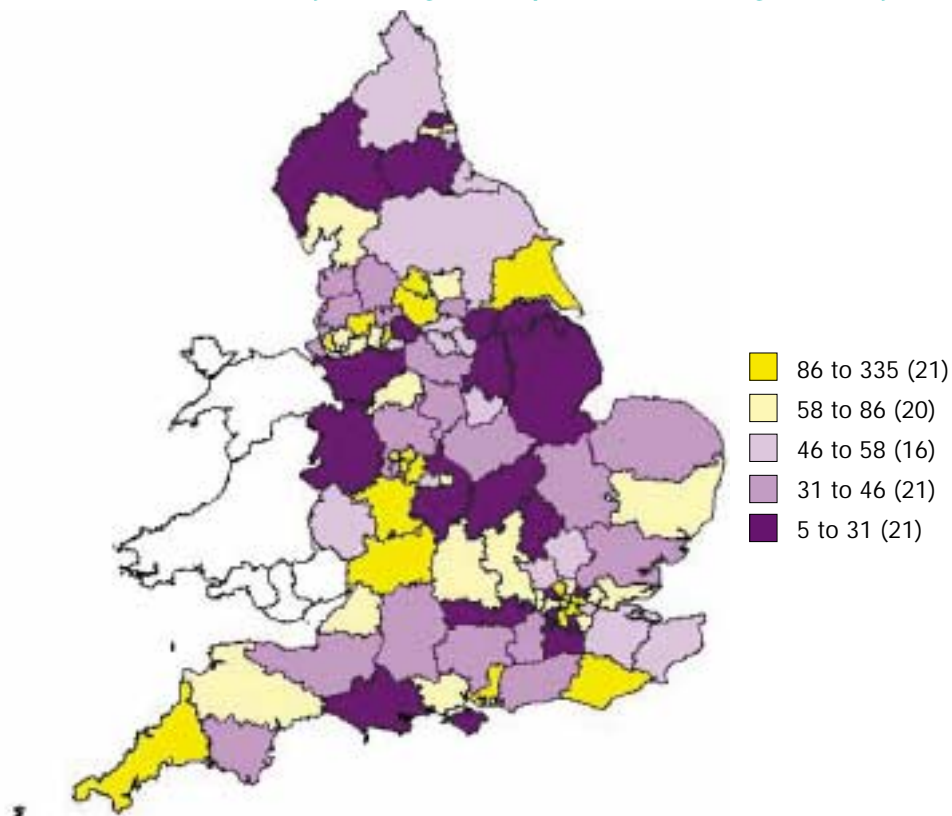 86 to 335 (21)
58 to 86 (20)
46 to 58 (16)
31 to 46 (21)
5 to 31 (21)